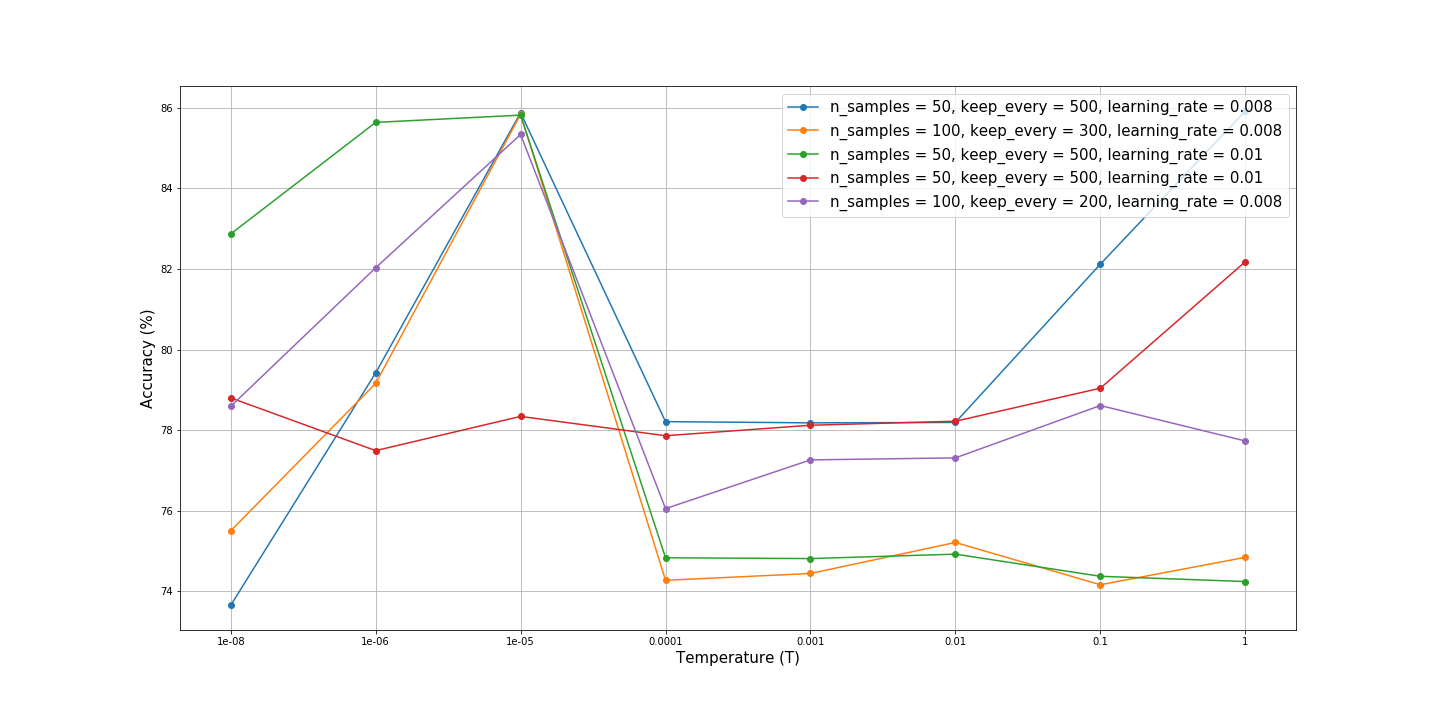 86
84
82
80
78
76
74
Accuracy (%)
n_samples = 50, keep_every = 500, learning_rate = 0.008
n_samples = 100, keep_every = 300, learning_rate = 0.008
n_samples = 50, keep_every = 500, learning_rate = 0.01
n_samples = 50, keep_every = 500, learning_rate = 0.01
n_samples = 100, keep_every = 200, learning_rate = 0.008
1e-08 1e-06 1e-05 0.0001 0.001 0.01 0.1 1
Temperature (T)